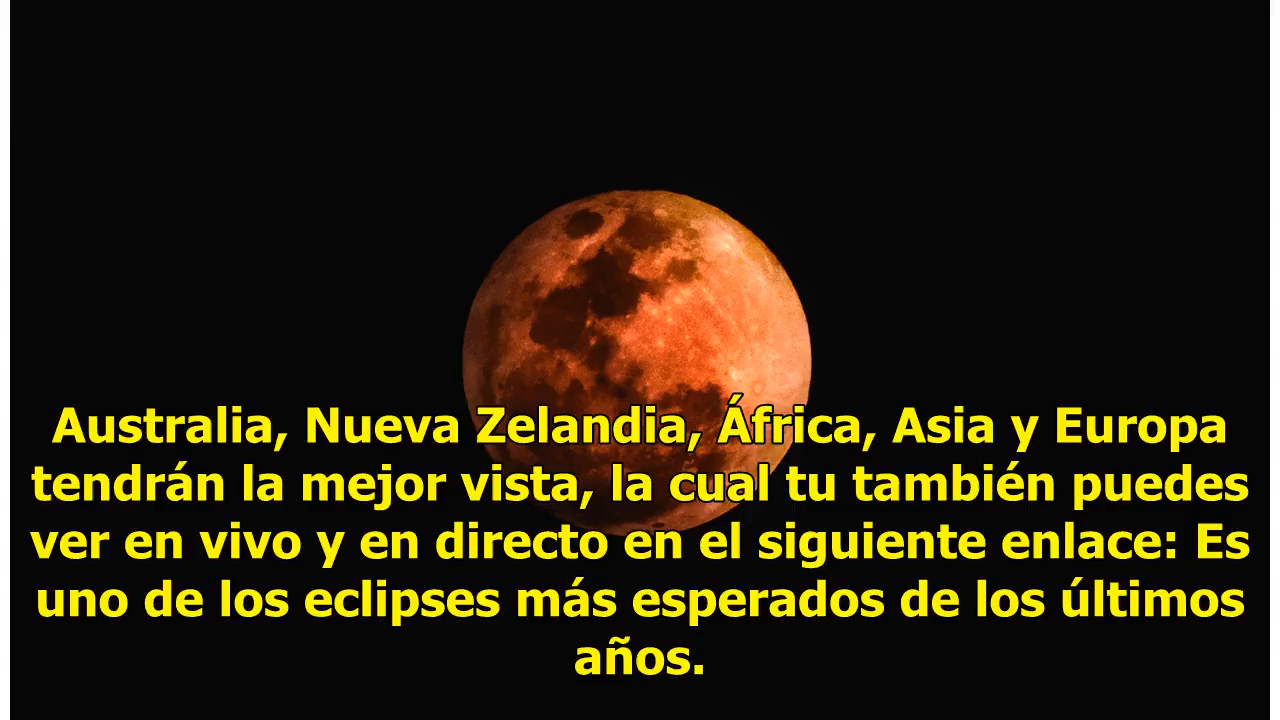 Australia, Nueva Zelandia, África, Asia y Europa
tendrán la mejor vista, la cual tu también puedes
ver en vivo y en directo en el siguiente enlace: Es
uno de los eclipses más esperados de los últimos
años.